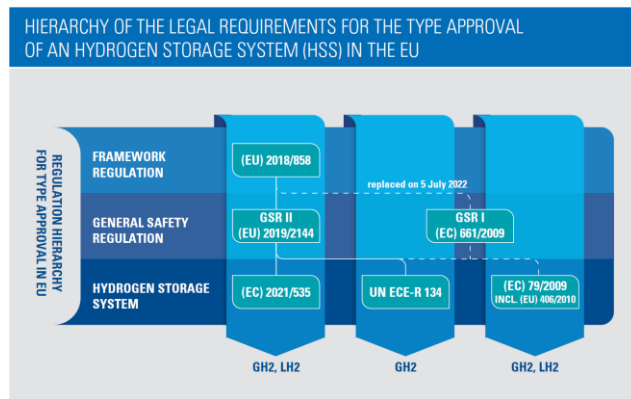 HIERARCHY OF THE LEGAL REQUIREMENTS FOR THE TYPE APPROVAL
OF AN HYDROGEN STORAGE SYSTEM (HSS) IN THE EU
REGULATION HIERARCHY
FOR TYPE APPROVAL IN EU
FRAMEWORK
REGULATION
(EU) 2018/858
replaced on 5 July 2022
GENERAL SAFETY
REGULATION
GSR II
(EU) 2019/2144
GSR I
(EC) 661/2009
HYDROGEN STORAGE
SYSTEM
(EC) 2021/535
UN ECE-R 134
(EC) 79/2009
INCL. (EU) 406/2010
GH2, LH2
GH2
GH2, LH2